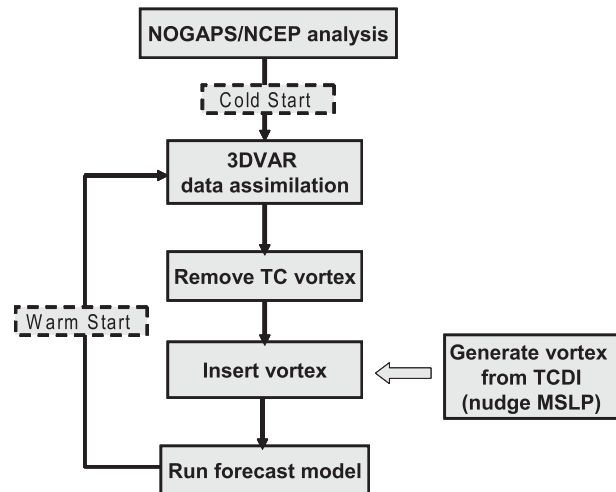 NOGAPS/NCEP analysis
Cold Start
3DVAR
data assimilation
Remove TC vortex
Warm Start
Insert vortex
Generate vortex
from TCDI
(nudge MSLP)
Run forecast model